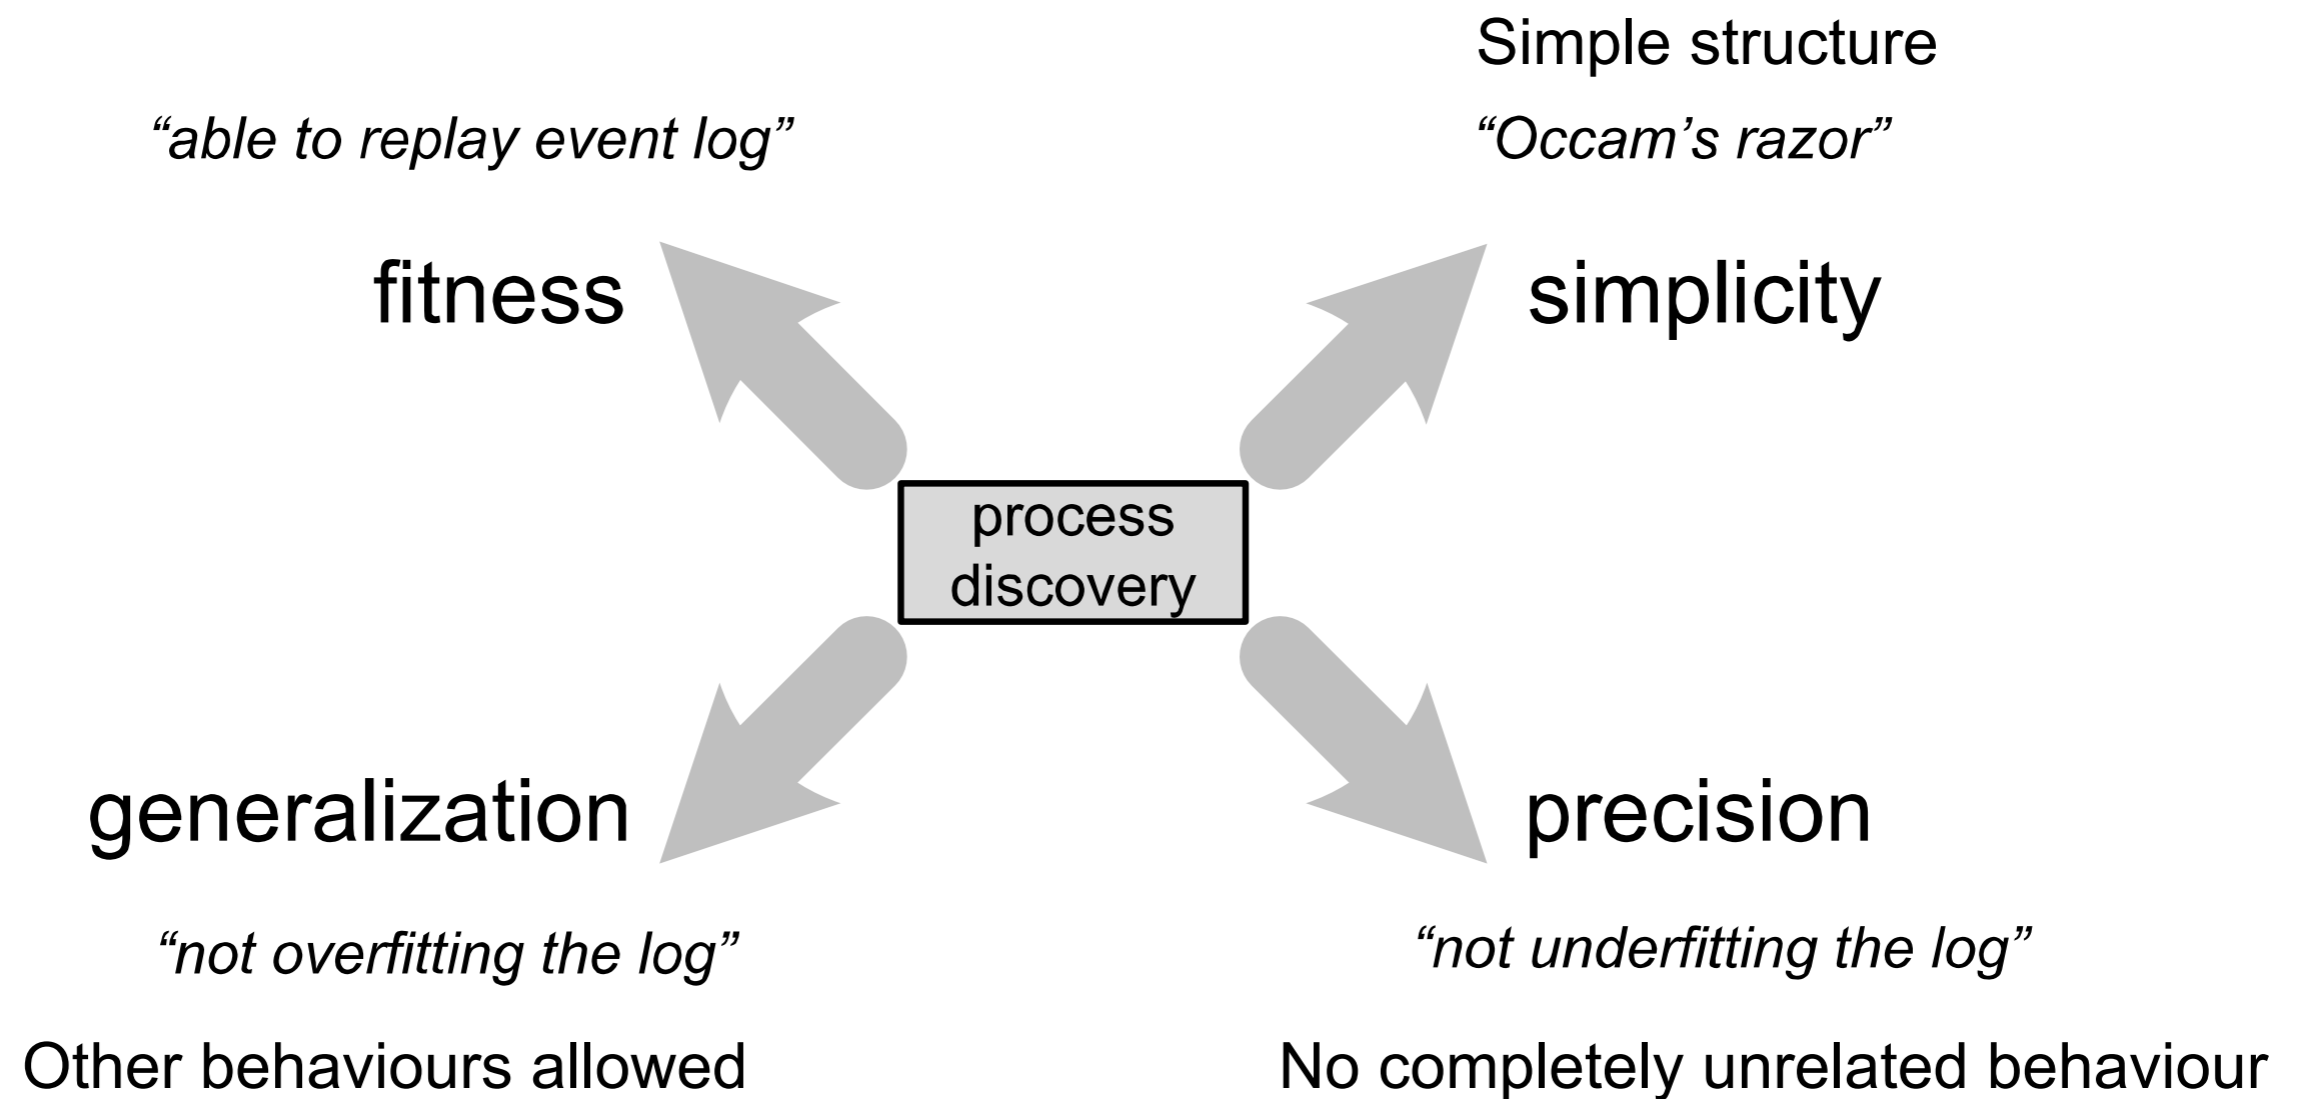 Simple structure
“able to replay event log”
“Occam’s razor”
fitness
simplicity
process
discovery
generalization
precision
“not overfitting the log”
“not underfitting the log”
Other behaviours allowed
No completely unrelated behaviour